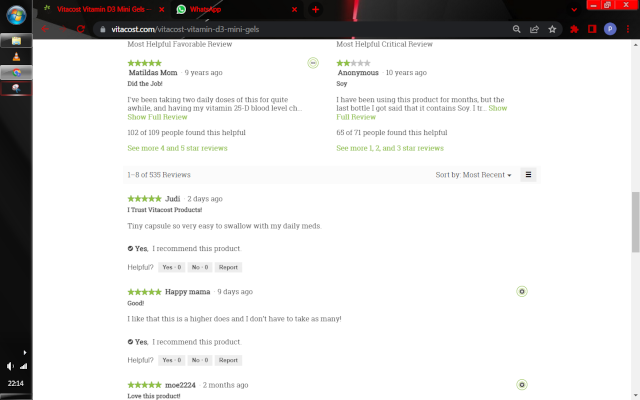 Vitacost Vitamin D3 Mini Gels -
WhatsApp
vitacost.com/vitacost-vitamin-d3-mini-gels
Most Helpful Favorable Review
Most Helpful Critical Review
Matildas Mom · 9 years ago
Did the Job!
I've been taking two daily doses of this for quite
awhile, and having my vitamin 25-D blood level ch...
Show Full Review
102 of 109 people found this helpful
See more 4 and 5 star reviews
Anonymous · 10 years ago
Soy
I have been using this product for months, but the
last bottle I got said that it contains Soy. I tr... Show
Full Review
65 of 71 people found this helpful
See more 1, 2, and 3 star reviews
1–8 of 535 Reviews
Sort by: Most Recent
Judi · 2 days ago
I Trust Vitacost Products!
Tiny capsule so very easy to swallow with my daily meds.
Yes, I recommend this product.
Helpful? Yes · 0 No · 0 Report
Happy mama · 9 days ago
Good!
I like that this is a higher does and I don't have to take as many!
Yes, I recommend this product.
Helpful? Yes · 0 No · 0 Report
moe2224 · 2 months ago
Love this product!
22:14